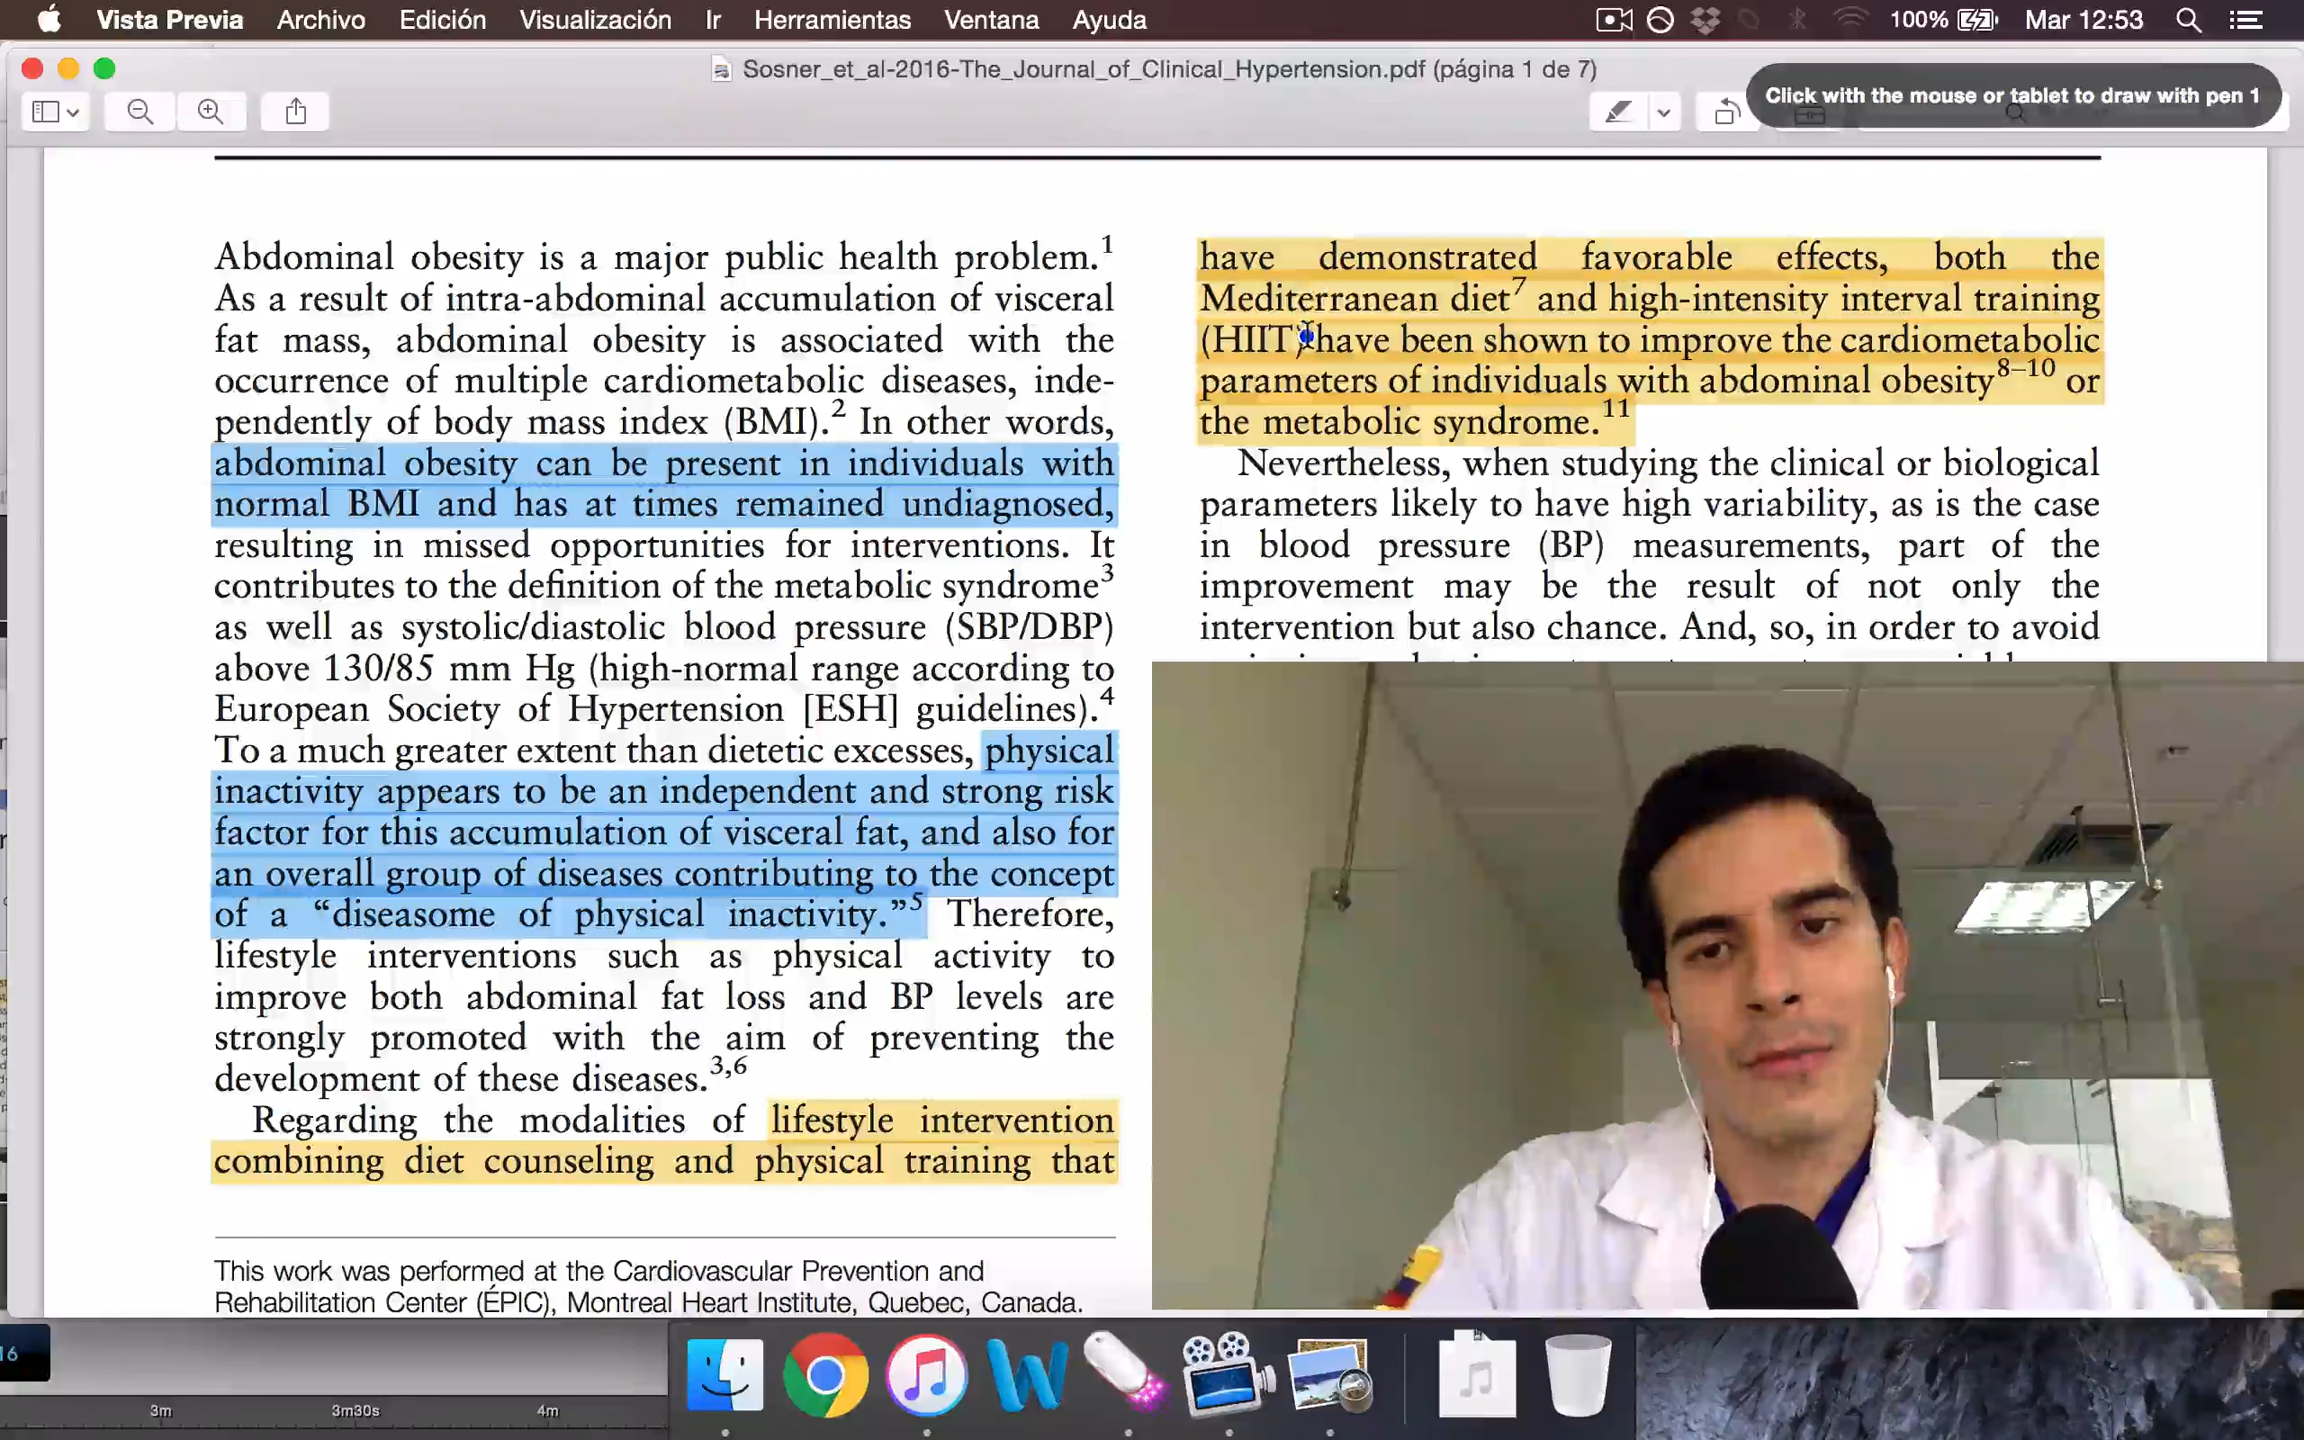 Vista Previa Archivo Edición Visualización Ir Herramientas Ventana Ayuda 100% Mar 12:53
Sosner_et_al-2016-The_Journal_of_Clinical_Hypertension.pdf (página 1 de 7)
Click with the mouse or tablet to draw with pen 1
Abdominal obesity is a major public health problem.1
As a result of intra-abdominal accumulation of visceral
fat mass, abdominal obesity is associated with the
occurrence of multiple cardiometabolic diseases, inde-
pendently of body mass index (BMI).2 In other words,
abdominal obesity can be present in individuals with
normal BMI and has at times remained undiagnosed,
resulting in missed opportunities for interventions. It
contributes to the definition of the metabolic syndrome3
as well as systolic/diastolic blood pressure (SBP/DBP)
above 130/85 mm Hg (high-normal range according to
European Society of Hypertension [ESH] guidelines).4
To a much greater extent than dietetic excesses, physical
inactivity appears to be an independent and strong risk
factor for this accumulation of visceral fat, and also for
an overall group of diseases contributing to the concept
of a “diseasome of physical inactivity.”5 Therefore,
lifestyle interventions such as physical activity to
improve both abdominal fat loss and BP levels are
strongly promoted with the aim of preventing the
development of these diseases.3,6
Regarding the modalities of lifestyle intervention
combining diet counseling and physical training that
This work was performed at the Cardiovascular Prevention and
Rehabilitation Center (ÉPIC), Montreal Heart Institute, Quebec, Canada.
have demonstrated favorable effects, both the
Mediterranean diet7 and high-intensity interval training
(HIIT) have been shown to improve the cardiometabolic
parameters of individuals with abdominal obesity8–10 or
the metabolic syndrome.11
Nevertheless, when studying the clinical or biological
parameters likely to have high variability, as is the case
in blood pressure (BP) measurements, part of the
improvement may be the result of not only the
intervention but also chance. And, so, in order to avoid
16
3m 3m30s 4m